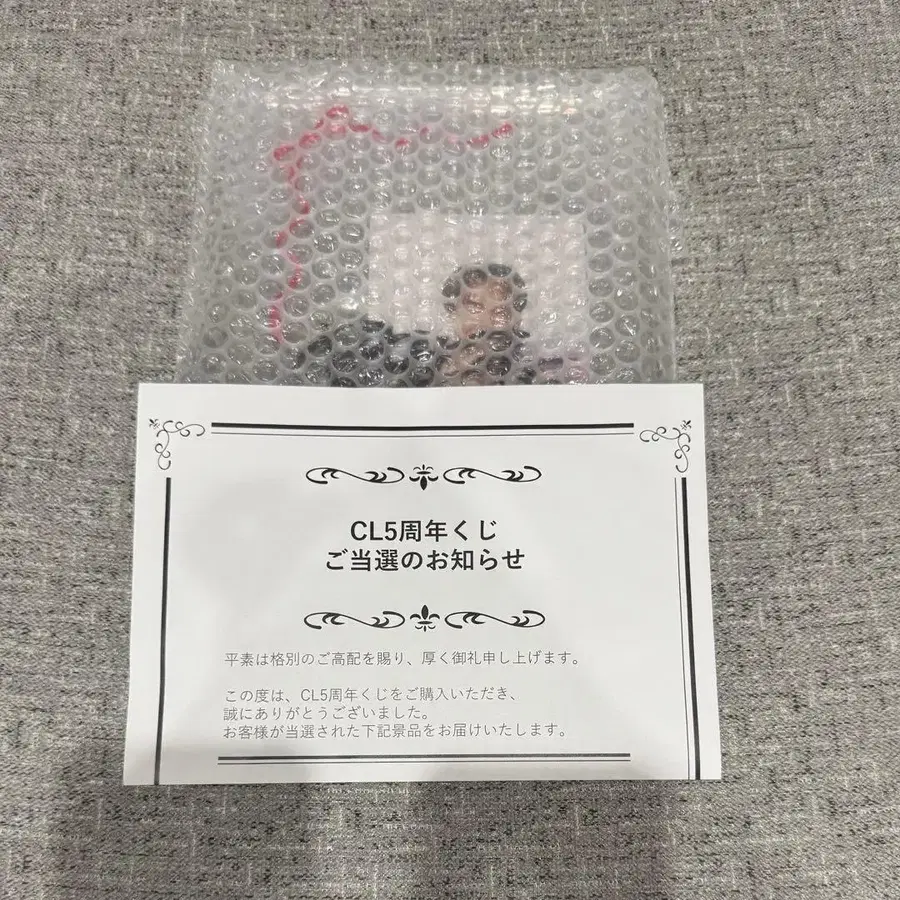 CL5周年くじ
ご当選のお知らせ
平素は格別のご高配を賜り、厚く御礼申し上げます。
この度は、CL5周年くじをご購入いただき、
誠にありがとうございました。
お客様が当選された下記景品をお届けいたします。